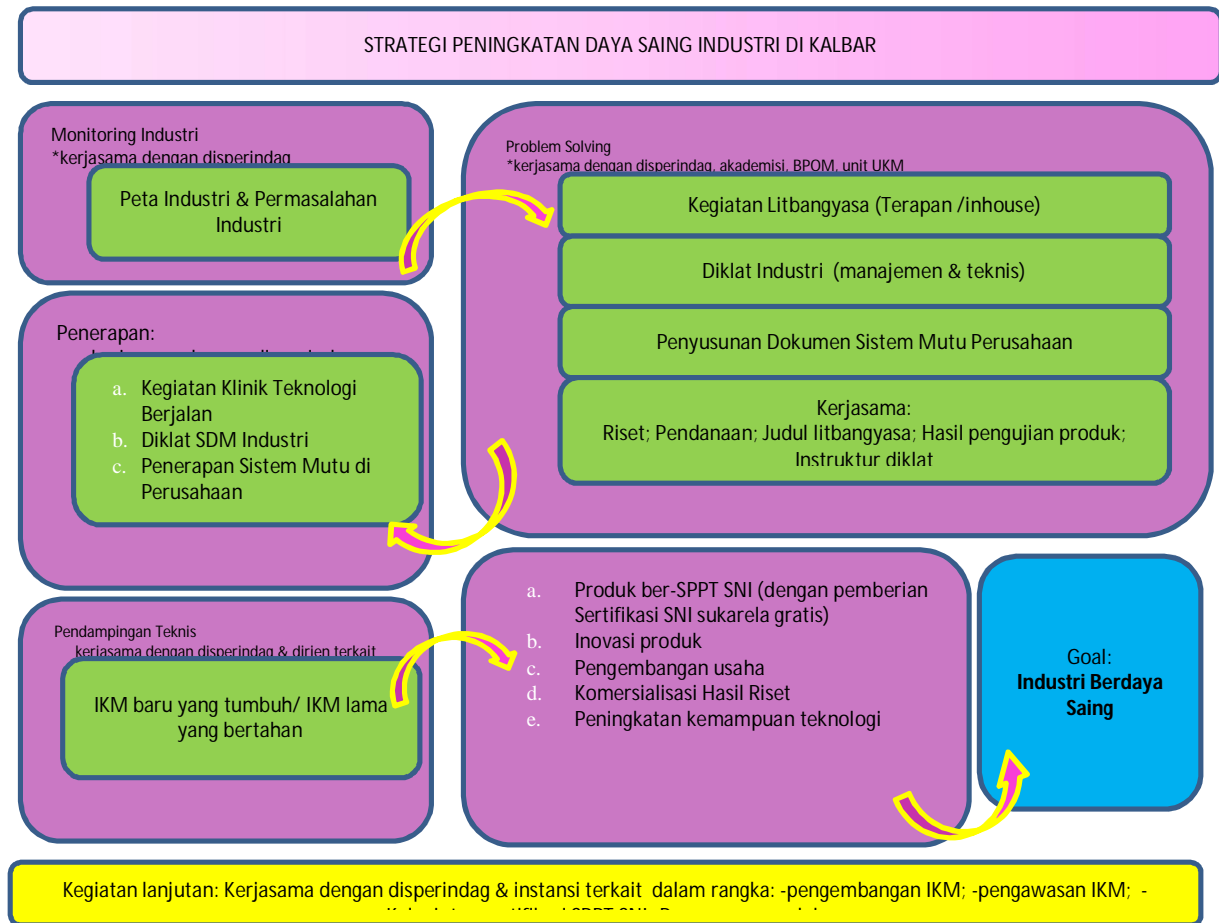 STRATEGI PENINGKATAN DAYA SAING INDUSTRI DI KALBAR
Monitoring Industri
*kerjasama dengan disperindag
Peta Industri & Permasalahan
Industri
Problem Solving
*kerjasama dengan disperindag, akademisi, BPOM, unit UKM
Kegiatan Litbangyasa (Terapan /inhouse)
Diklat Industri (manajemen & teknis)
Penyusunan Dokumen Sistem Mutu Perusahaan
Kerjasama:
Riset; Pendanaan; Judul litbangyasa; Hasil pengujian produk;
Instruktur diklat
Penerapan:
a. Kegiatan Klinik Teknologi
Berjalan
b. Diklat SDM Industri
c. Penerapan Sistem Mutu di
Perusahaan
Pendampingan Teknis
kerjasama dengan disperindag & dirjen terkait
IKM baru yang tumbuh/ IKM lama
yang bertahan
a. Produk ber-SPPT SNI (dengan pemberian
Sertifikasi SNI sukarela gratis)
b. Inovasi produk
c. Pengembangan usaha
d. Komersialisasi Hasil Riset
e. Peningkatan kemampuan teknologi
Goal:
Industri Berdaya
Saing
Kegiatan lanjutan: Kerjasama dengan disperindag & instansi terkait dalam rangka: -pengembangan IKM; -pengawasan IKM; -